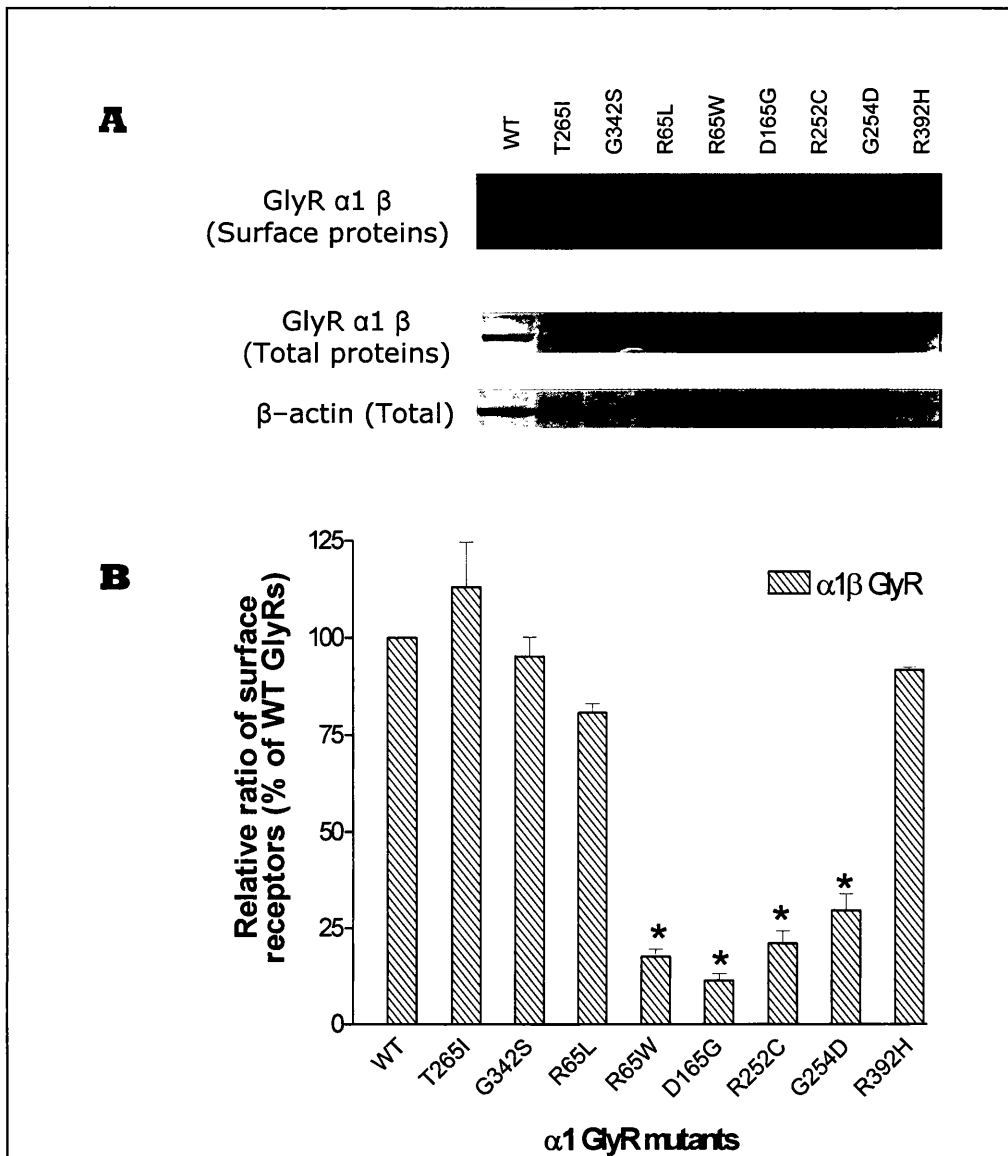 A
WT T265I G342S R65L R65W D165G R252C G254D R392H
GlyR α1 β
(Surface proteins)
GlyR α1 β
(Total proteins)
β–actin (Total)
B
Relative ratio of surface
receptors (% of WT GlyRs)
125
100
75
50
25
0
α1β GlyR
* * * *
WT T265I G342S R65L R65W D165G R252C G254D R392H
α1 GlyR mutants